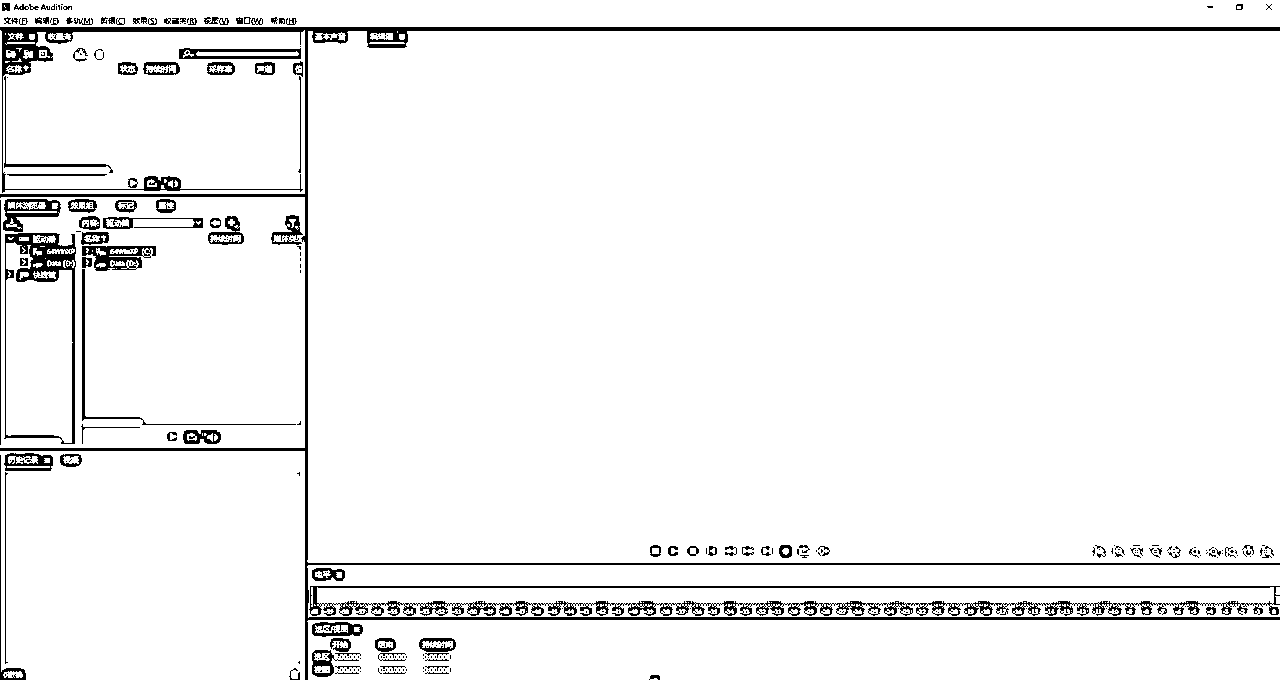 Adobe Audition
文件(F) 编辑(E) 多轨(M) 剪辑(C) 效果(S) 收藏夹(R) 视图(V) 窗口(W) 帮助(H)
文件 收藏夹
基本声音 编辑器
名称 状态 持续时间 采样率 声道
媒体浏览器 效果组 标记 属性
内容: 驱动器
驱动器 名称 持续时间 媒体类型
Data (D:) Data (D:)
快捷键
历史记录 视频
电平
选区/视图
开始 结束 持续时间
选区 0:00.000 0:00.000 0:00.000
视图 0:00.000 0:00.000 0:00.000